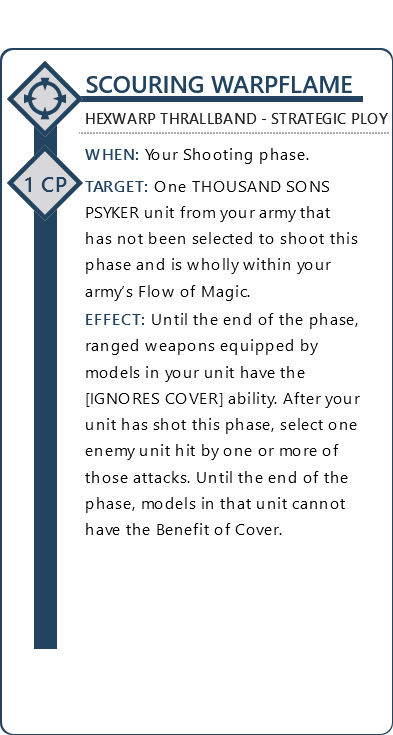 SCOURING WARPFLAME
HEXWARP THRALLBAND - STRATEGIC PLOY
WHEN: Your Shooting phase.
1 CP
TARGET: One THOUSAND SONS
PSYKER unit from your army that
has not been selected to shoot this
phase and is wholly within your
army's Flow of Magic.
EFFECT: Until the end of the phase,
ranged weapons equipped by
models in your unit have the
[IGNORES COVER] ability. After your
unit has shot this phase, select one
enemy unit hit by one or more of
those attacks. Until the end of the
phase, models in that unit cannot
have the Benefit of Cover.